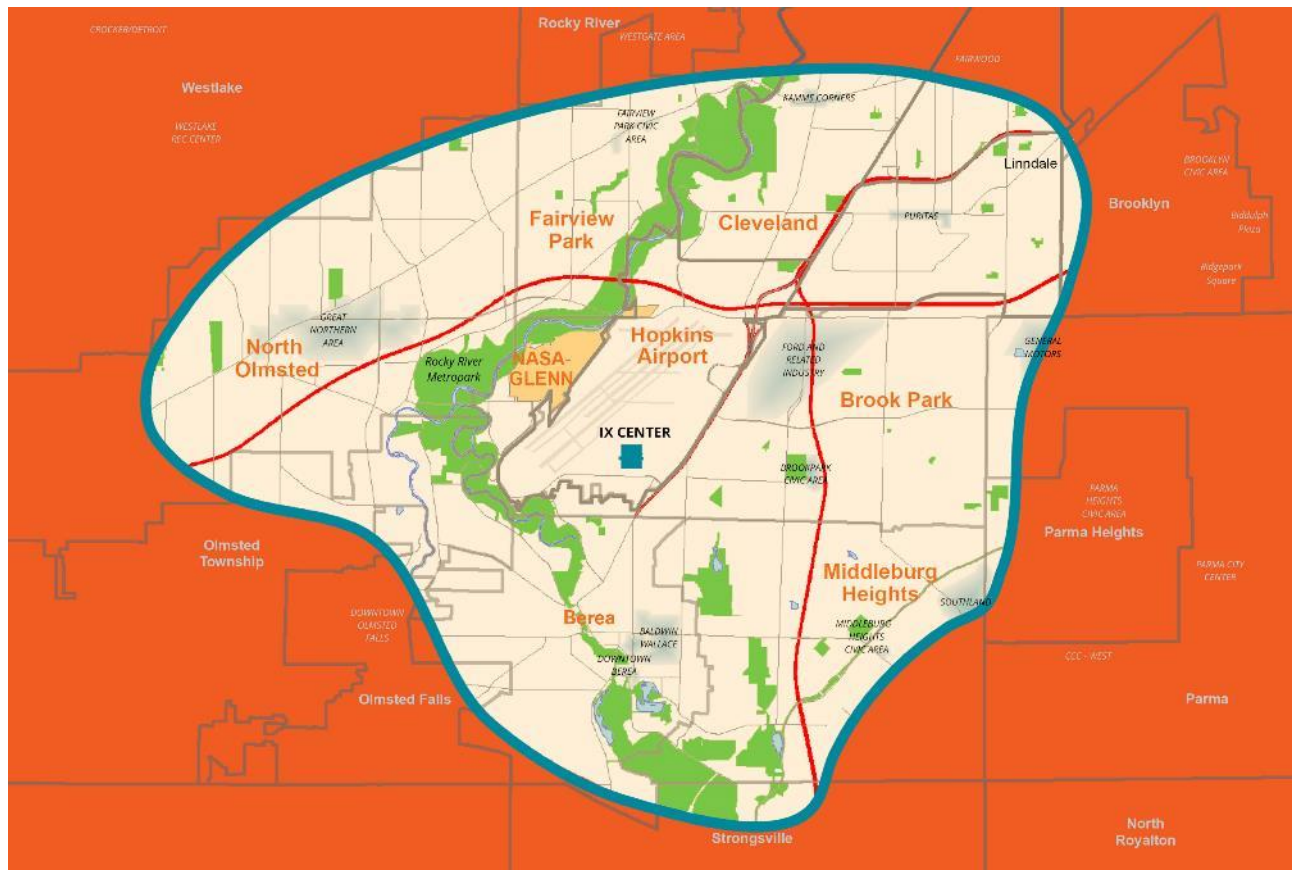 Rocky River
CROCKER/DETROIT
WESTGATE AREA
FAIRWOOD
Westlake
KAMMS CORNERS
FAIRVIEW
PARK CIVIC
AREA
WESTLAKE
REC CENTER
Linndale
BROOKLYN
CIVIC AREA
Brooklyn
Fairview
Park
Cleveland
PURITAS
Biddulph
Plaza
Ridgepark
Square
GREAT
NORTHERN
AREA
North
Olmsted
Rocky River
Metropark
NASA-
GLENN
Hopkins
Airport
FORD AND
RELATED
INDUSTRY
GENERAL
MOTORS
Brook Park
IX CENTER
BROOKPARK
CIVIC AREA
PARMA
HEIGHTS
CIVIC AREA
Parma Heights
Olmsted
Township
PARMA CITY
CENTER
Middleburg
Heights
SOUTHLAND
DOWNTOWN
OLMSTED
FALLS
Berea
BALDWIN
WALLACE
MIDDLEBURG
HEIGHTS
CIVIC AREA
DOWNTOWN
BEREA
CCC - WEST
Olmsted Falls
Parma
Strongsville
North
Royalton